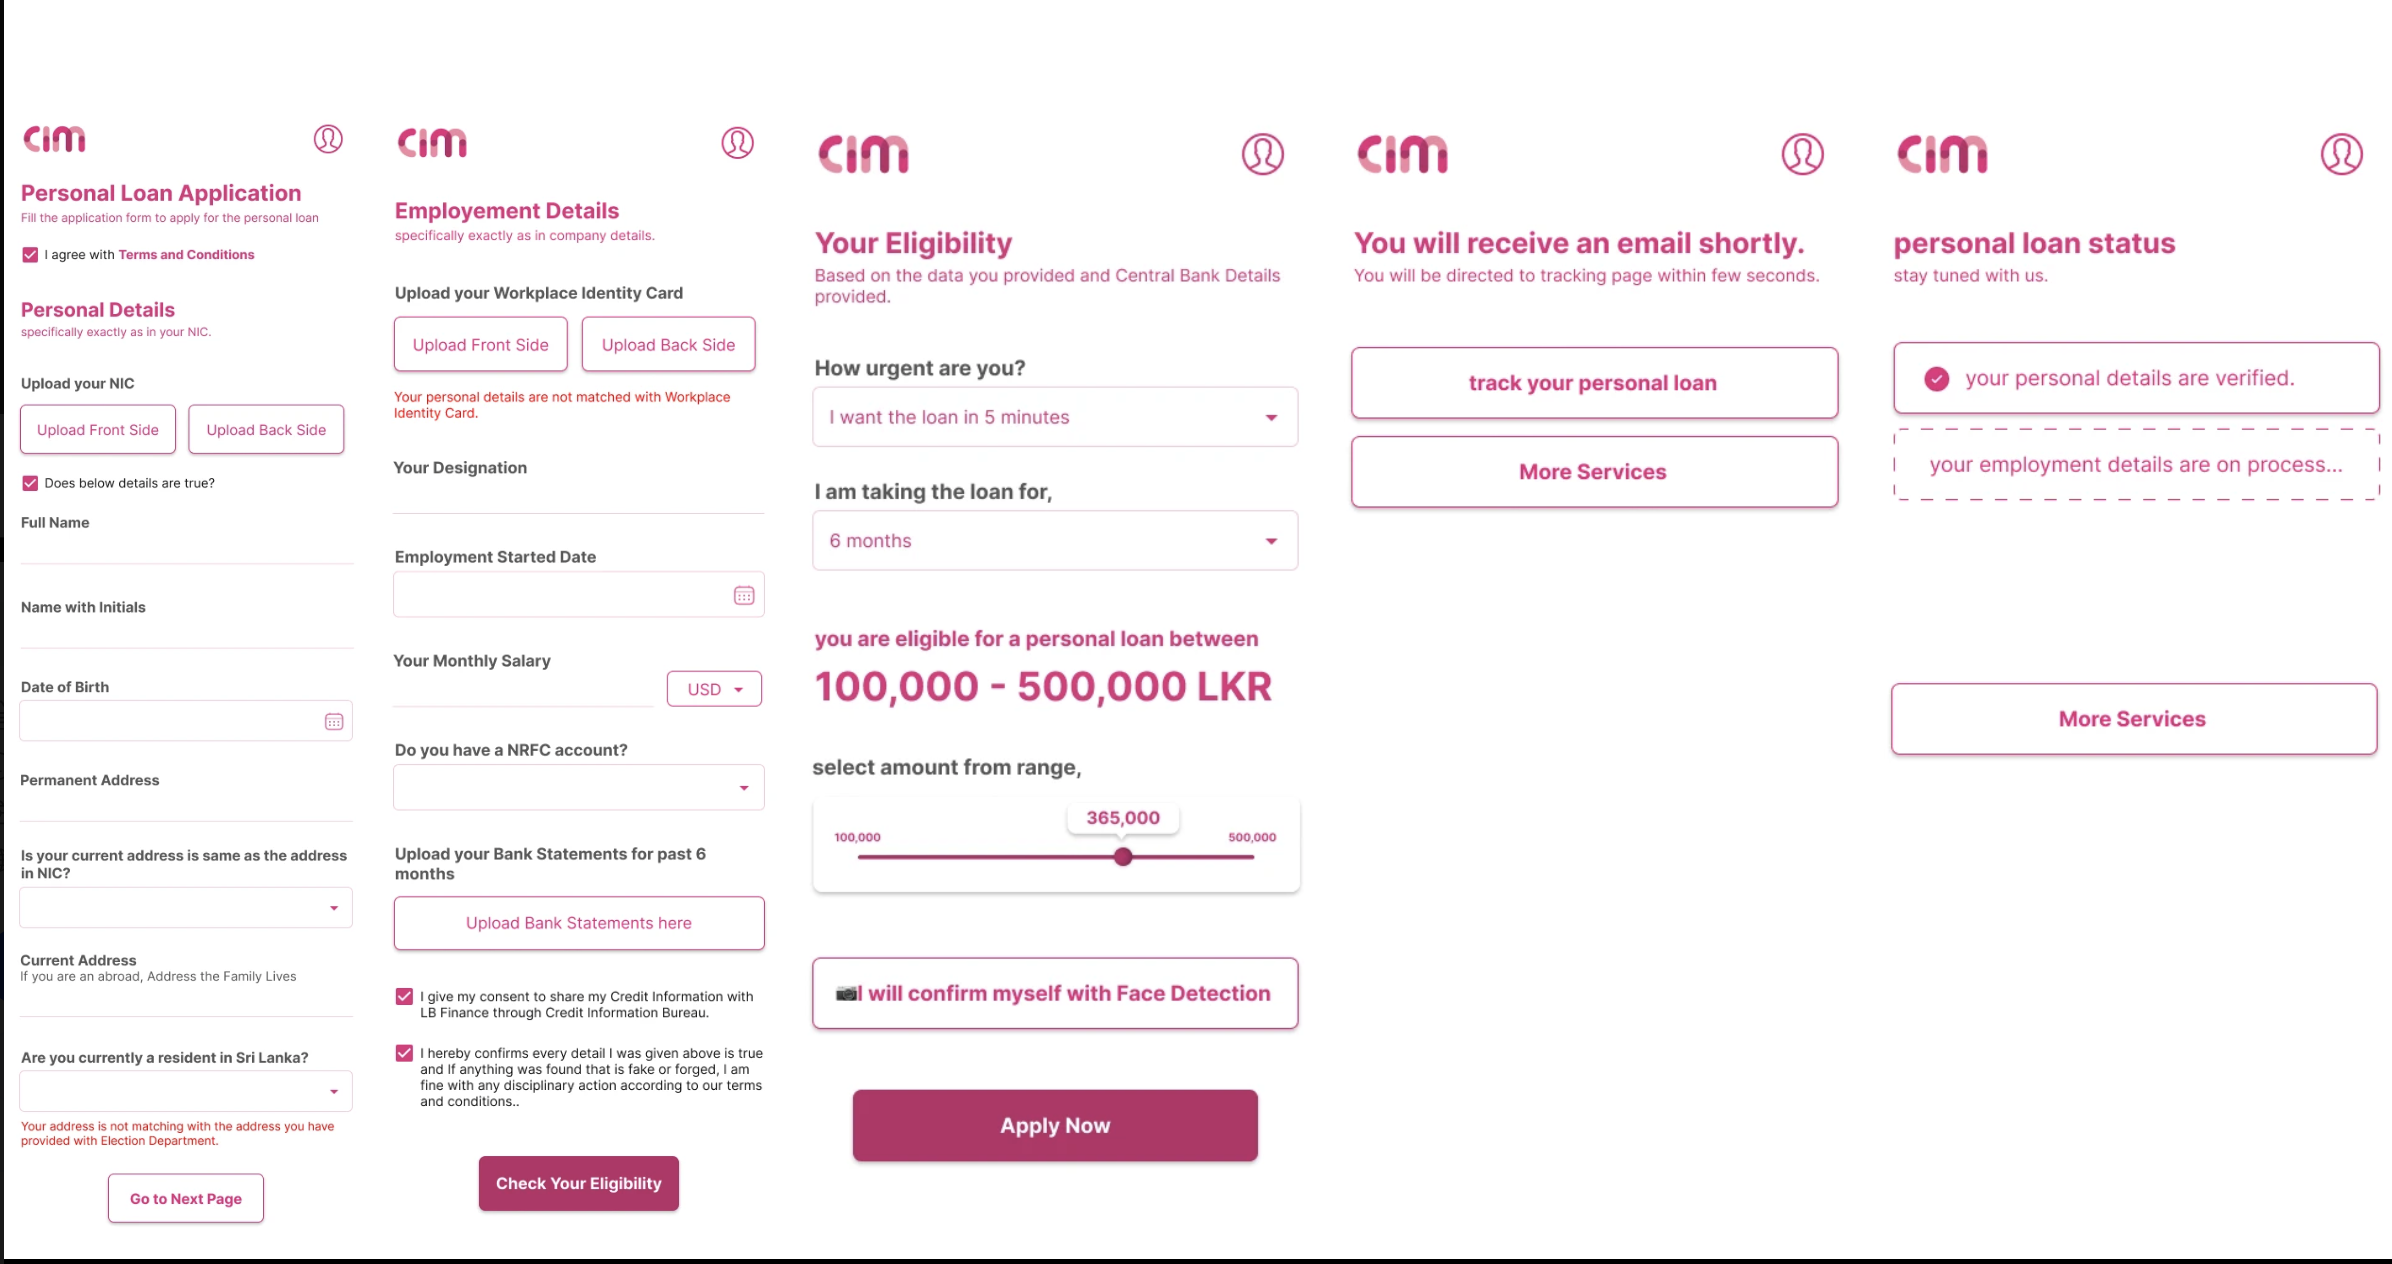 cim
Personal Loan Application
Fill the application form to apply for the personal loan
I agree with Terms and Conditions
Personal Details
specifically exactly as in your NIC.
Upload your NIC
Upload Front Side
Upload Back Side
Does below details are true?
Full Name
Name with Initials
Date of Birth
Permanent Address
Is your current address is same as the address
in NIC?
Current Address
If you are an abroad, Address the Family Lives
Are you currently a resident in Sri Lanka?
Your address is not matching with the address you have
provided with Election Department.
Go to Next Page
cim
Employement Details
specifically exactly as in company details.
Upload your Workplace Identity Card
Upload Front Side
Upload Back Side
Your personal details are not matched with Workplace
Identity Card.
Your Designation
Employment Started Date
Your Monthly Salary
USD
Do you have a NRFC account?
Upload your Bank Statements for past 6
months
Upload Bank Statements here
I give my consent to share my Credit Information with
LB Finance through Credit Information Bureau.
I hereby confirms every detail I was given above is true
and If anything was found that is fake or forged, I am
fine with any disciplinary action according to our terms
and conditions..
Check Your Eligibility
cim
Your Eligibility
Based on the data you provided and Central Bank Details
provided.
How urgent are you?
I want the loan in 5 minutes
I am taking the loan for,
6 months
you are eligible for a personal loan between
100,000 - 500,000 LKR
select amount from range,
365,000
100,000
500,000
I will confirm myself with Face Detection
Apply Now
cim
You will receive an email shortly.
You will be directed to tracking page within few seconds.
track your personal loan
More Services
cim
personal loan status
stay tuned with us.
your personal details are verified.
your employment details are on process...
More Services